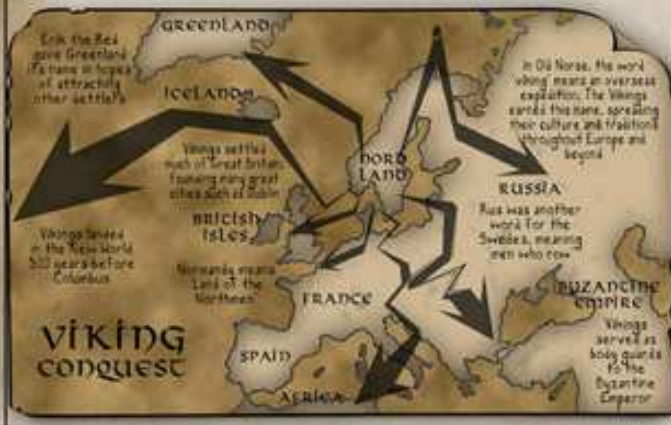 Erik the Red
gave Greenland
it's name in hopes
of attracting
other settlers
GREENLAND
ICELAND
In Old Norse, the word
viking means an overseas
expedition. The Vikings
earned this name, spreading
their culture and traditions
throughout Europe and
beyond
Vikings settled
much of Great Britain,
founding many great
cities such as Dublin
NORD
LAND
RUSSIA
Rus was another
word for the
Swedes, meaning
men who row
BRITISH
ISLES
Vikings landed
in the New World
500 years before
Columbus
Normandy means
Land of the
Northmen
FRANCE
BYZANTINE
EMPIRE
Vikings
served as
body guards
to the
Byzantine
Emperor
VIKING
CONQUEST
SPAIN
AFRICA